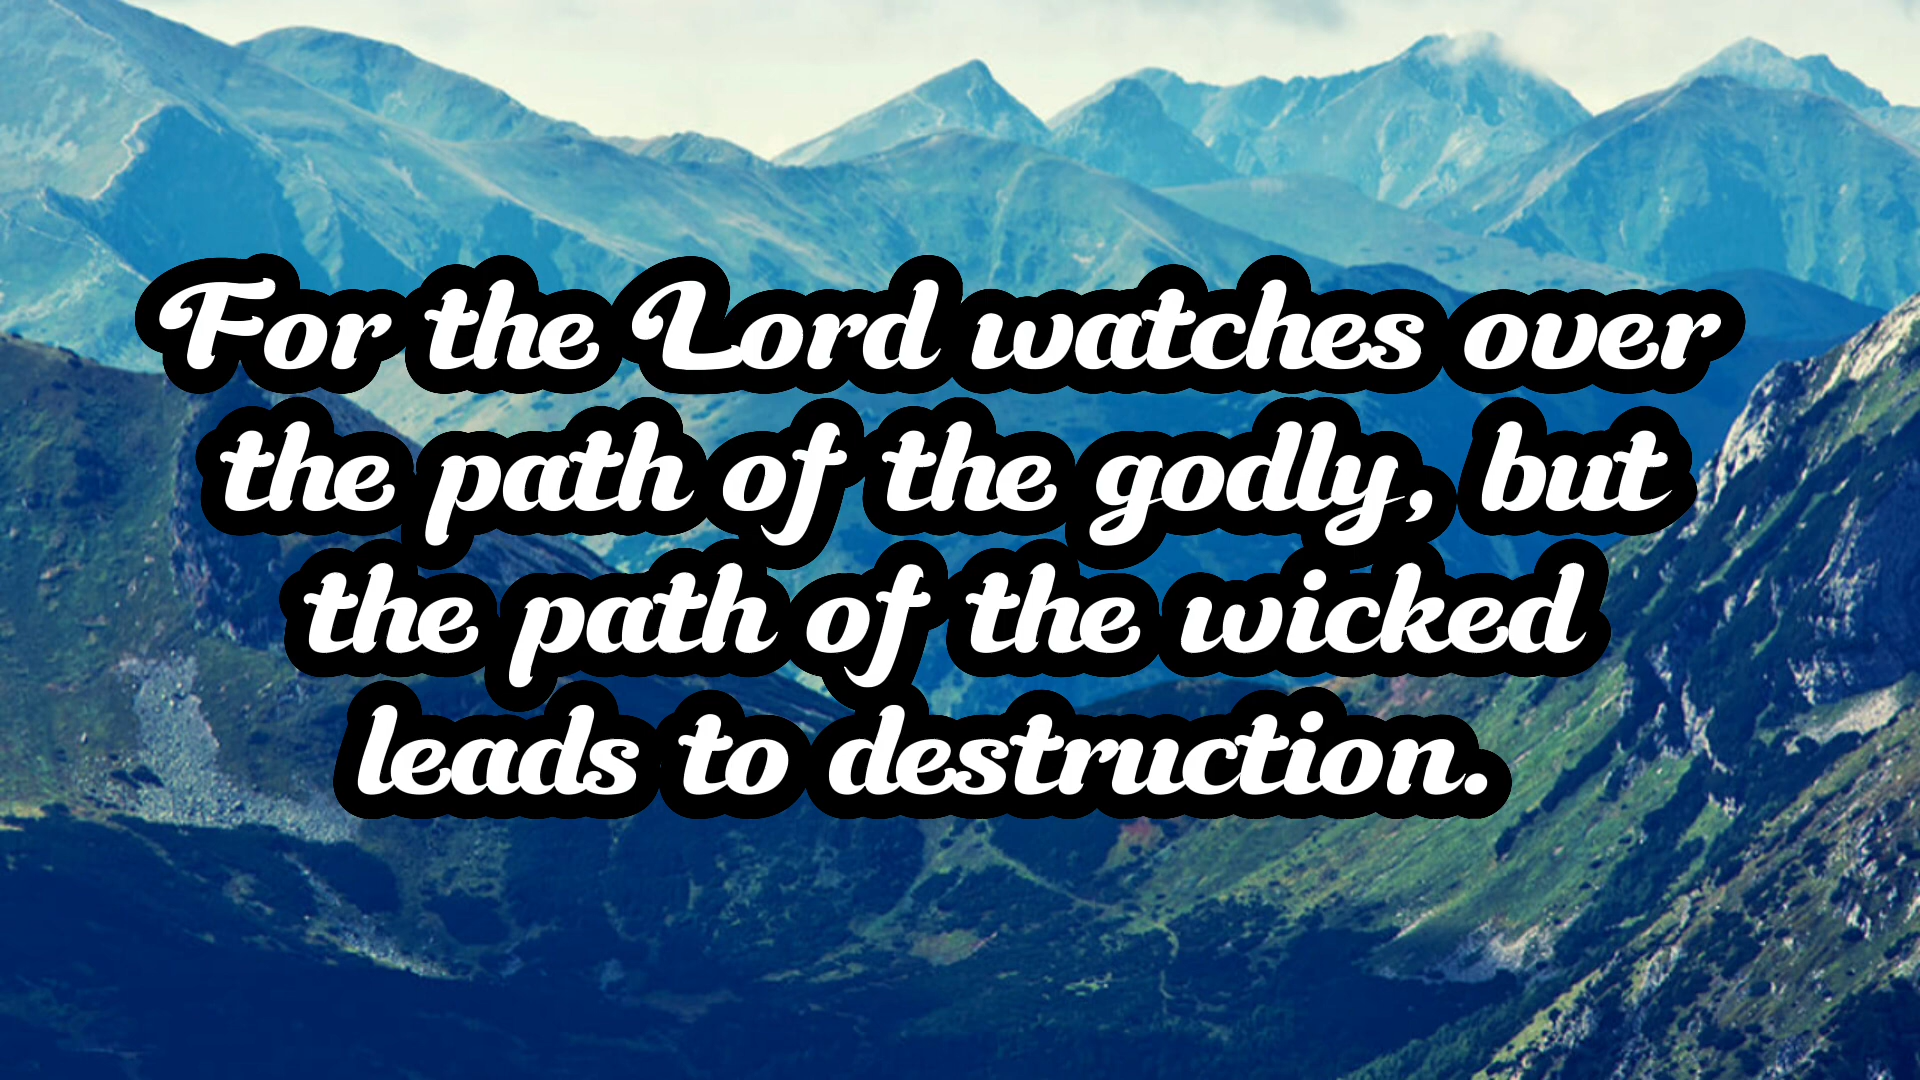 For the Lord watches over
the path of the godly, but
the path of the wicked
leads to destruction.